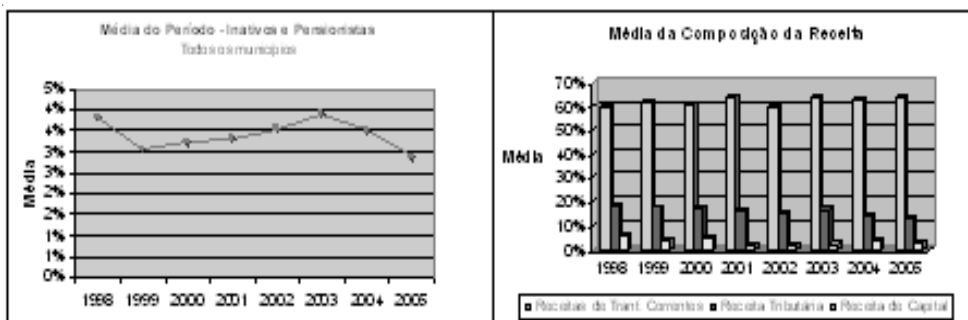 Média do Período - Inativos e Pensionistas
Todos os municípios
5%
4%
4%
3%
3%
2%
2%
1%
1%
0%
Média
1998 1999 2000 2001 2002 2003 2004 2005
Média da Composição da Receita
70%
60%
50%
40%
30%
20%
10%
0%
Média
1998 1999 2000 2001 2002 2003 2004 2005
Receitas de Tranf. Correntes Receita Tributária Receita de Capital